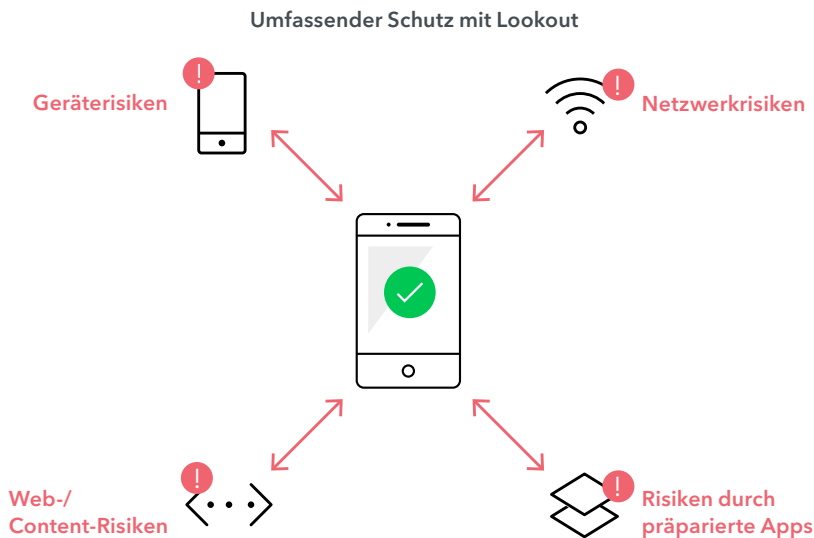 Umfassender Schutz mit Lookout
Geräterisiken
Netzwerkrisiken
Web-/
Content-Risiken
Risiken durch
präparierte Apps